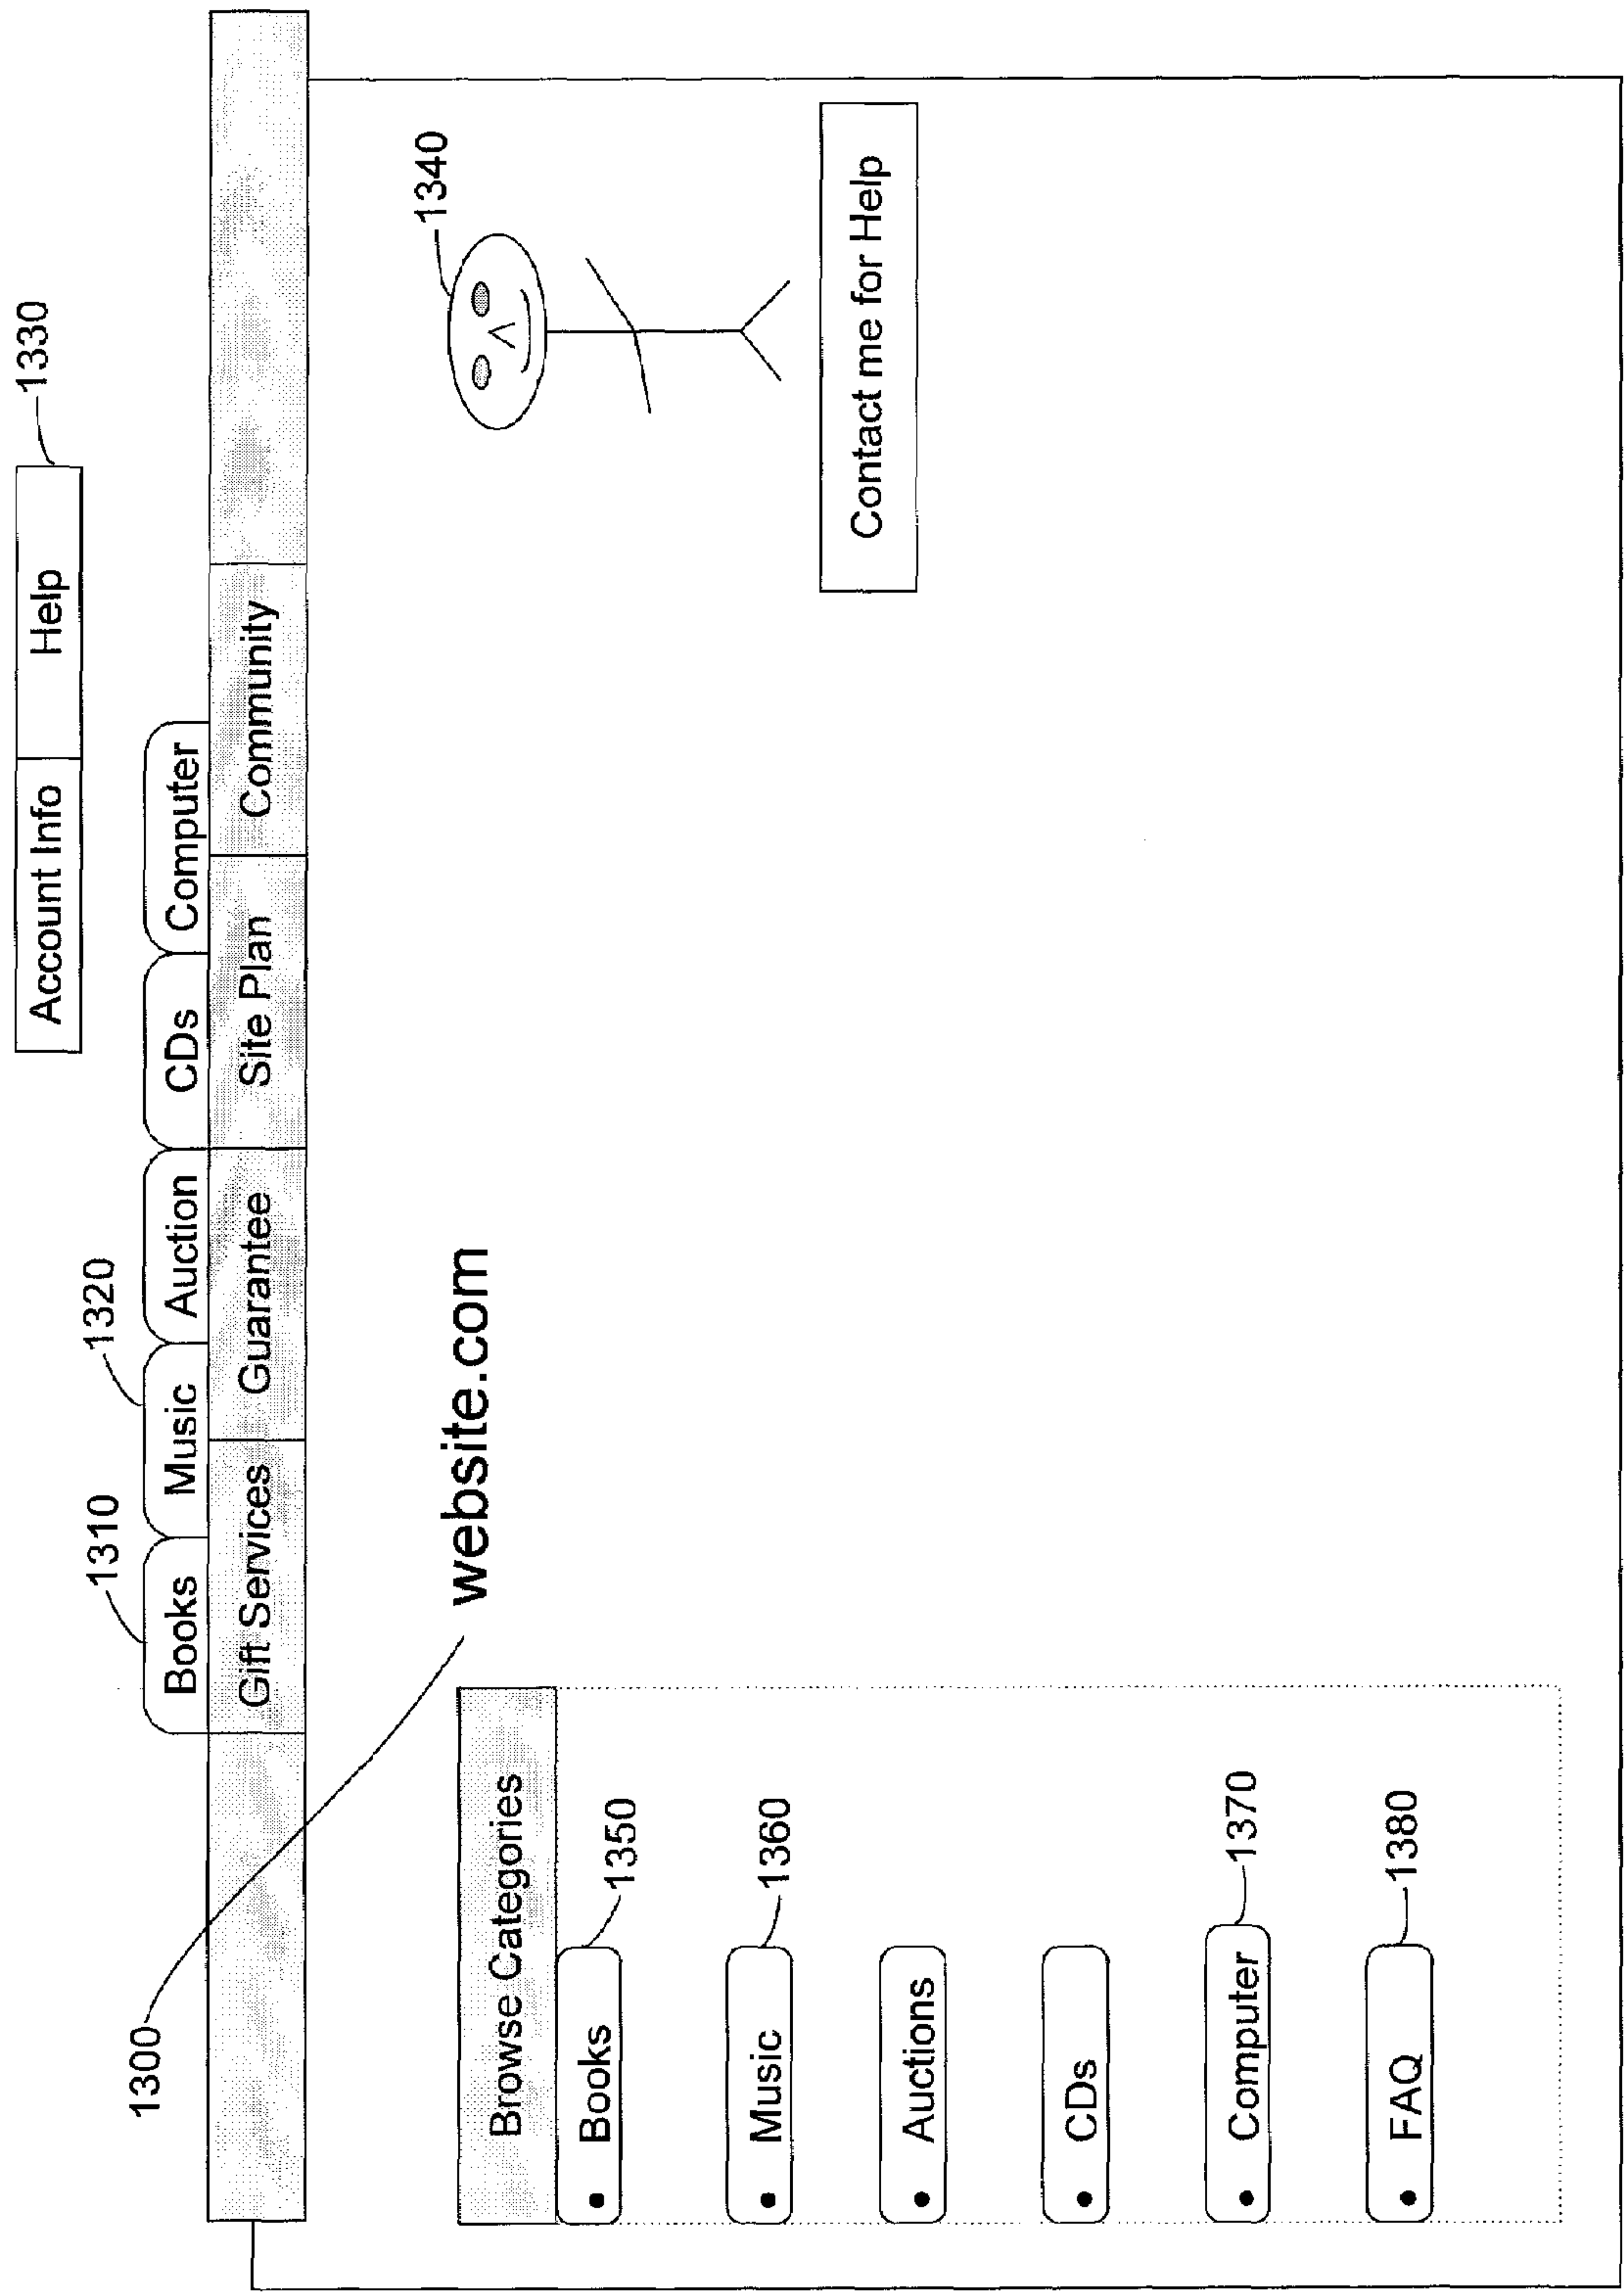 Account Info Help 1330
1310 1320
Books Music Auction CDs Computer
1300
Gift Services Guarantee Site Plan Community
website.com
1340
Browse Categories
• Books 1350
• Music 1360
Contact me for Help
• Auctions
• CDs
• Computer 1370
• FAQ 1380